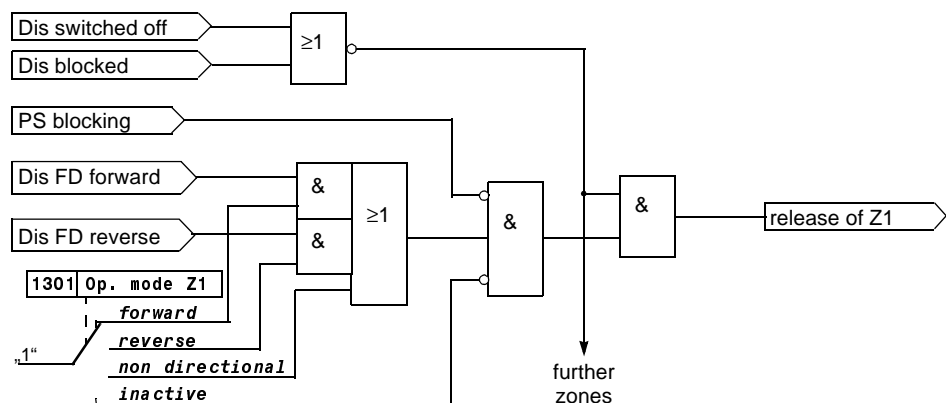 Dis switched off
≥1
Dis blocked
PS blocking
Dis FD forward
&
≥1
&
&
Dis FD reverse
&
release of Z1
1301 Op. mode Z1
forward
reverse
„1“
non directional
inactive
further
zones